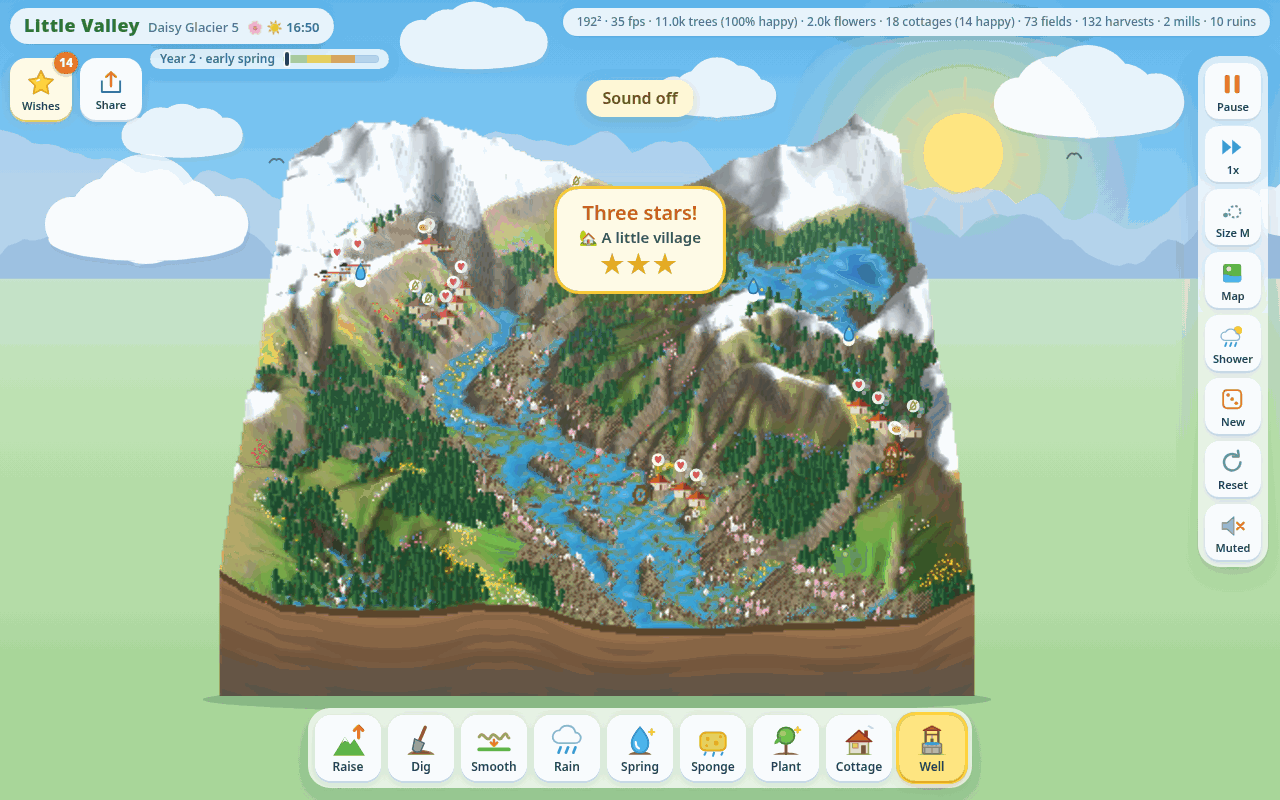 Little Valley Daisy Glacier 5 16:50
192² · 35 fps · 11.0k trees (100% happy) · 2.0k flowers · 18 cottages (14 happy) · 73 fields · 132 harvests · 2 mills · 10 ruins
Year 2 · early spring
14
Wishes
Share
Sound off
Three stars!
A little village
Pause
1x
Size M
Map
Shower
New
Reset
Muted
Raise
Dig
Smooth
Rain
Spring
Sponge
Plant
Cottage
Well